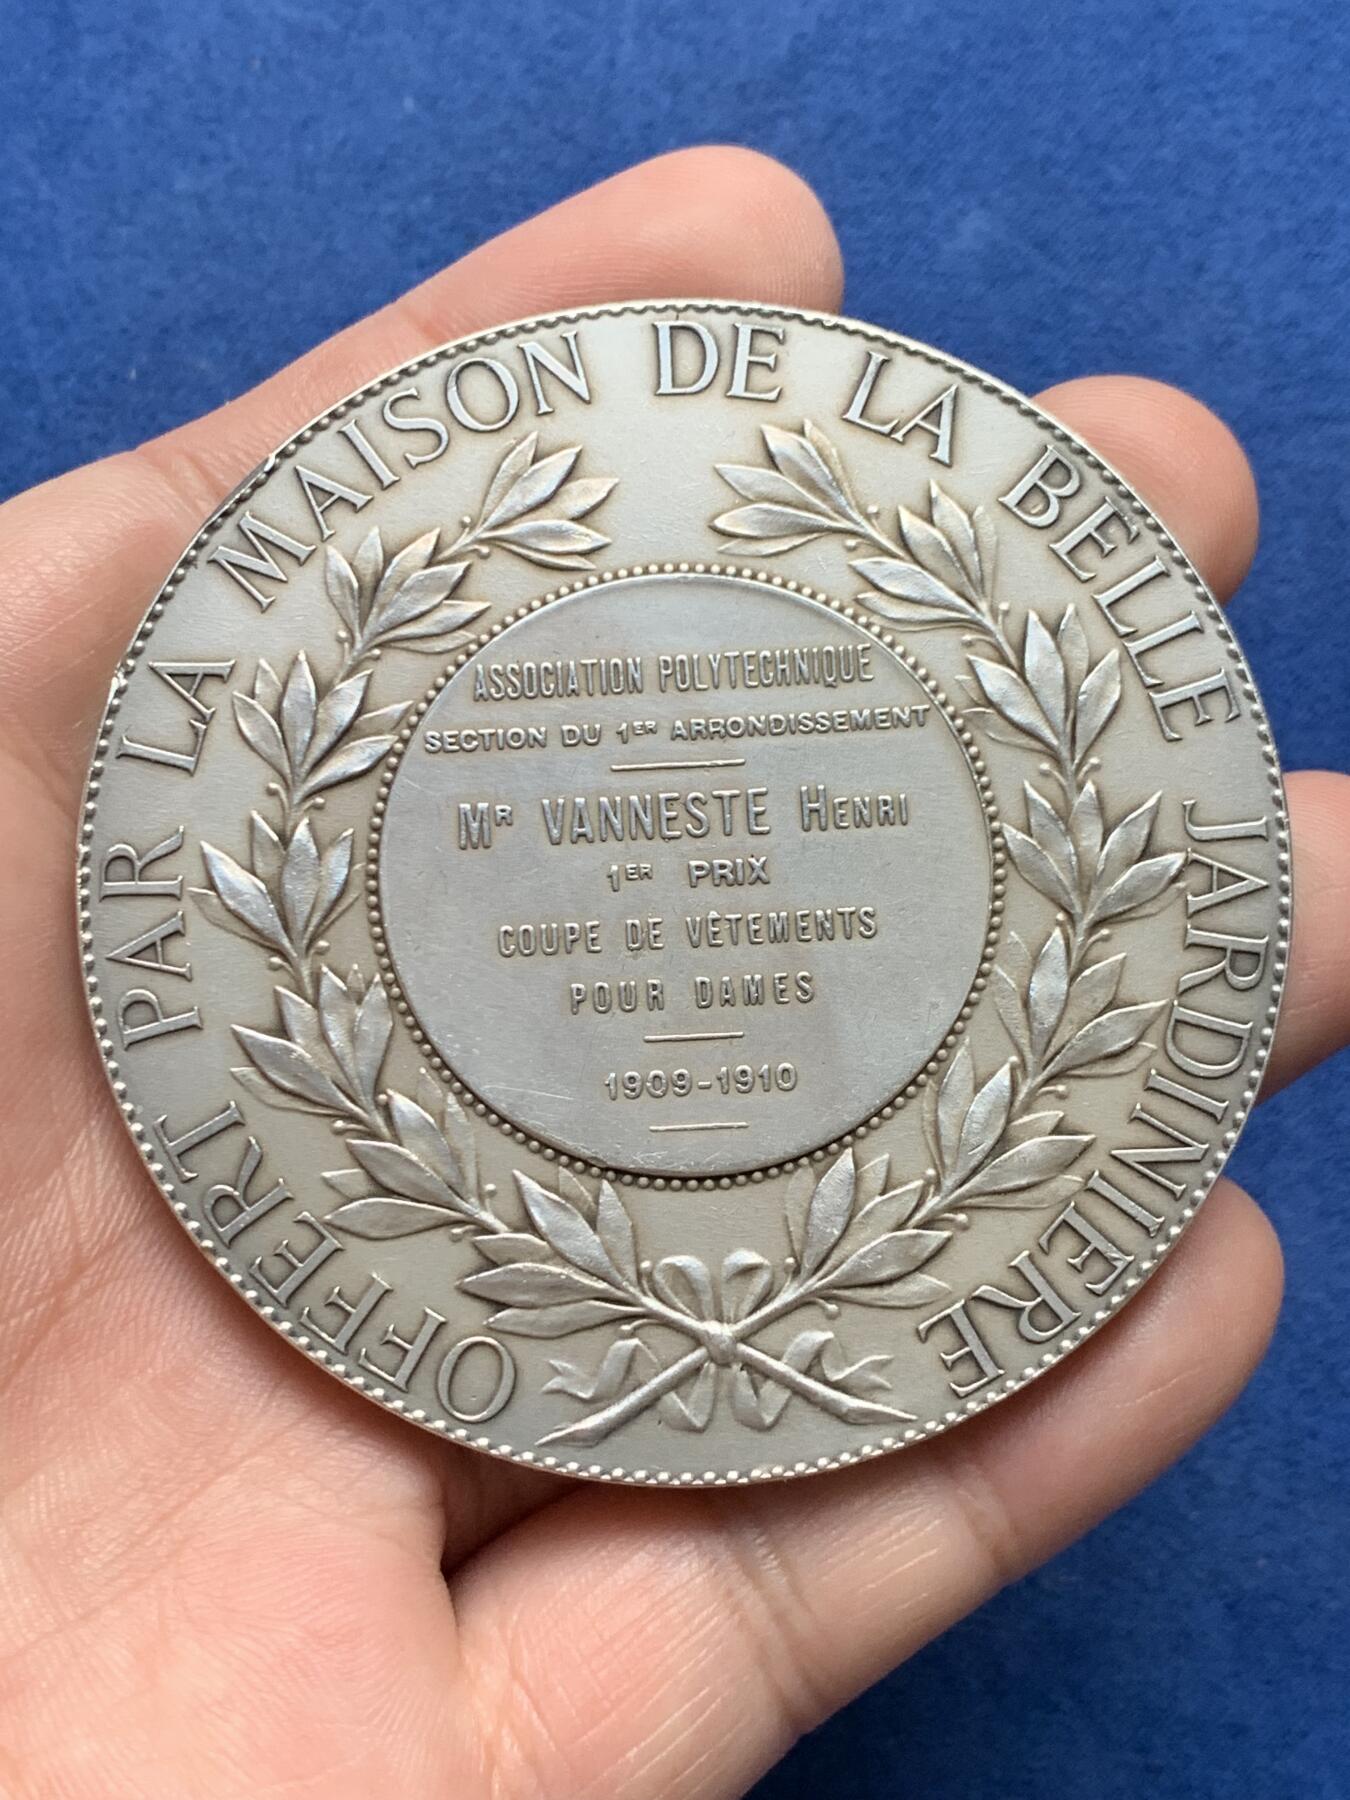 OFFERT PAR LA MAISON DE LA BELLE JARDINIERE
ASSOCIATION POLYTECHNIQUE
SECTION DU 1ER ARRONDISSEMENT
MR VANNESTE HENRI
1ER PRIX
COUPE DE VÊTEMENTS
POUR DAMES
1909-1910